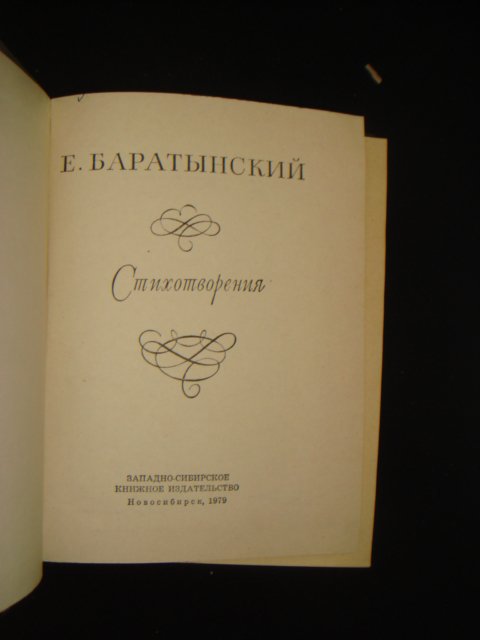 Е. БАРАТЫНСКИЙ
Стихотворения
ЗАПАДНО-СИБИРСКОЕ
КНИЖНОЕ ИЗДАТЕЛЬСТВО
Новосибирск, 1979